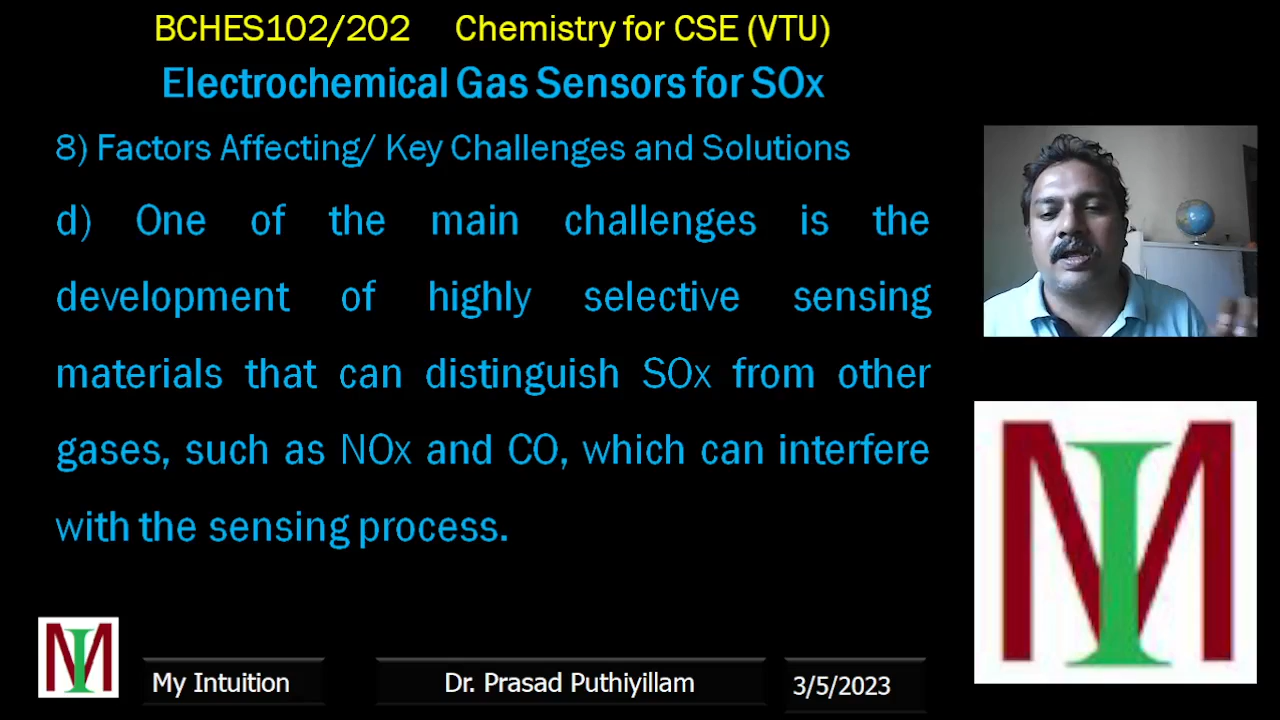 BCHES102/202 Chemistry for CSE (VTU)
Electrochemical Gas Sensors for SOx
8) Factors Affecting/ Key Challenges and Solutions
d) One of the main challenges is the
development of highly selective sensing
materials that can distinguish SOx from other
gases, such as NOx and CO, which can interfere
with the sensing process.
MI
MI
My Intuition
Dr. Prasad Puthiyillam
3/5/2023